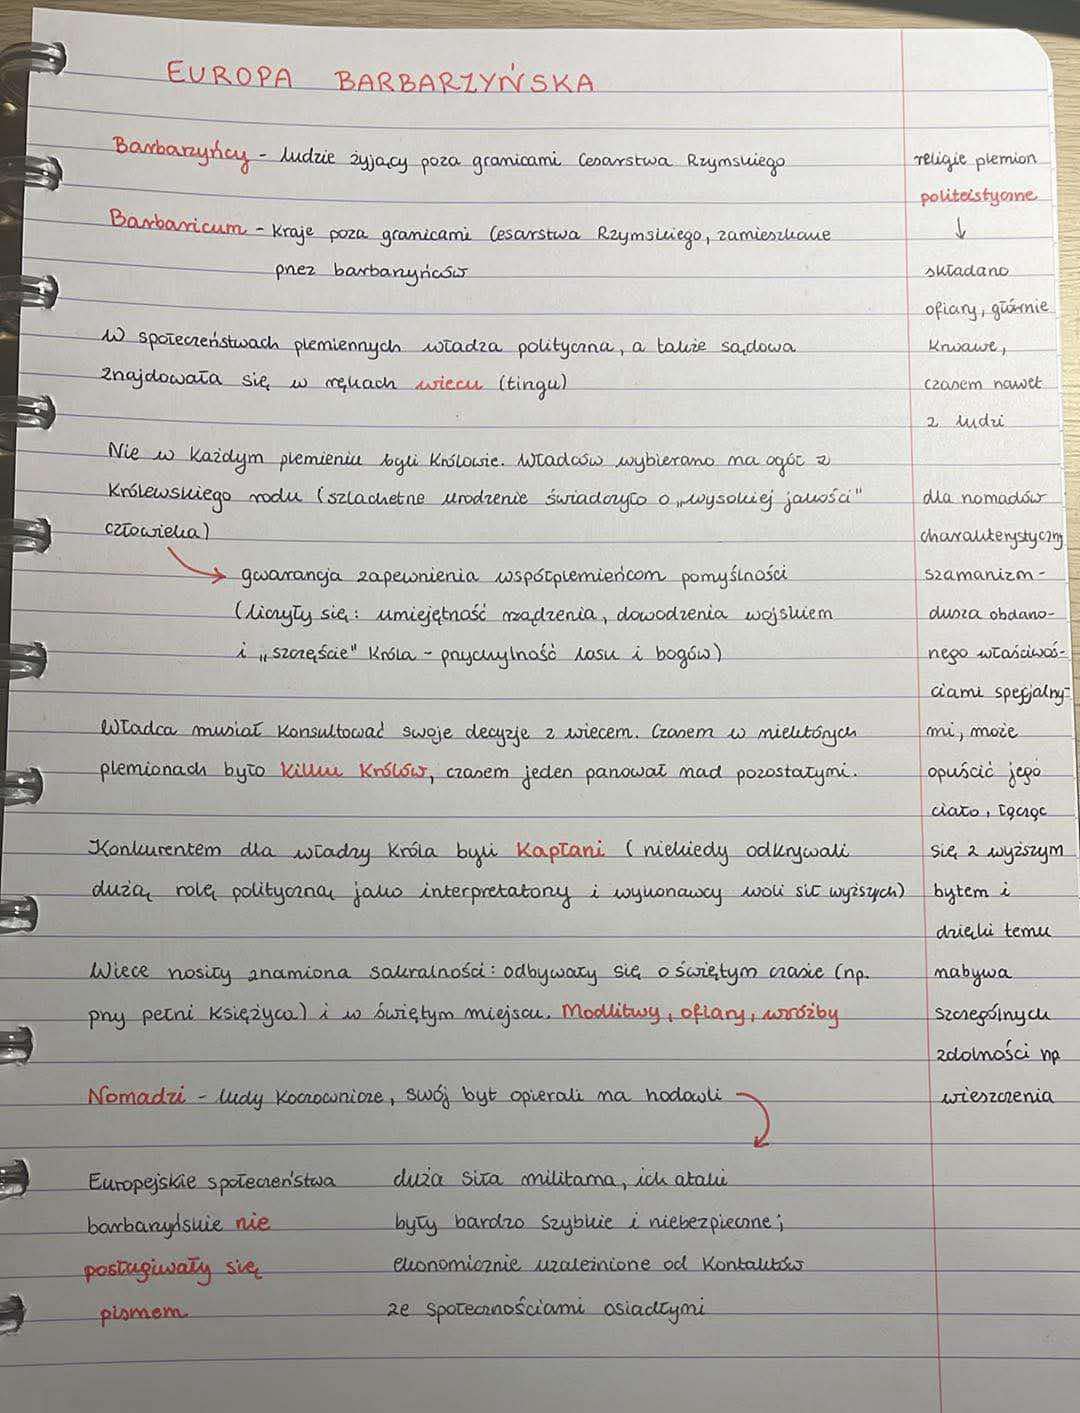 EUROPA BARBARZYŃSKA
Barbarzyńcy - ludzie żyjący poza granicami Cesarstwa Rzymskiego
Barbaricum - kraje poza granicami Cesarstwa Rzymskiego, zamieszkane
przez barbarzyńców
W społeczeństwach plemiennych władza polityczna, a także sądowa
znajdowała się w rękach wiecu (tingu)
Nie w każdym plemieniu byli królowie. Władców wybierano na ogół z
królewskiego rodu (szlachetne urodzenie świadczyło o „wysokiej jakości"
człowieka)
→ gwarancja zapewnienia współplemieńcom pomyślności
(liczyły się: umiejętność rządzenia, dowodzenia wojskiem
i „szczęście" króla - przychylność losu i bogów)
Władca musiał konsultować swoje decyzje z wiecem. Czasem w niektórych
plemionach było kilku królów, czasem jeden panował nad pozostałymi.
Konkurentem dla władzy króla byli kapłani (niekiedy odkrywali
dużą rolę polityczną jako interpretatorzy i wykonawcy woli sił wyższych)
Wiece nosiły znamiona sakralności: odbywały się o świętym czasie (np.
przy pełni księżyca) i w świętym miejscu. Modlitwy, ofiary, wróżby
Nomadzi - ludy koczownicze, swój byt opierali na hodowli
duża siła militarna, ich ataki
były bardzo szybkie i niebezpieczne;
ekonomicznie uzależnione od kontaktów
ze społecznościami osiadłymi
Europejskie społeczeństwa
barbarzyńskie nie
posługiwały się
pismem
religie plemion
politeistyczne
↓
składano
ofiary, głównie
krwawe,
czasem nawet
z ludzi
dla nomadów
charakterystyczny
szamanizm -
dusza obdano-
nego właściwoś-
ciami specjalny-
mi, może
opuścić jego
ciało, łącząc
się z wyższym
bytem i
dzięki temu
nabywa
szczególnych
zdolności np
wieszczenia